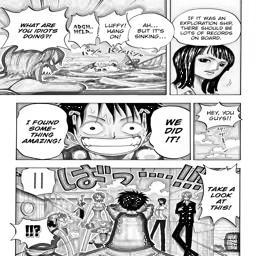 IF IT WAS AN
EXPLORATION SHIP,
THERE SHOULD BE
LOTS OF RECORDS
ON BOARD.
AH...
BUT IT'S
SINKING...
LUFFY!
HANG
ON!
HELP...
WHAT ARE
YOU IDIOTS
DOING?!
HEY, YOU
GUYS!!
WE
DID
IT!
I FOUND
SOME-
THING
AMAZING!
TAKE A
LOOK AT
THIS!
!!?